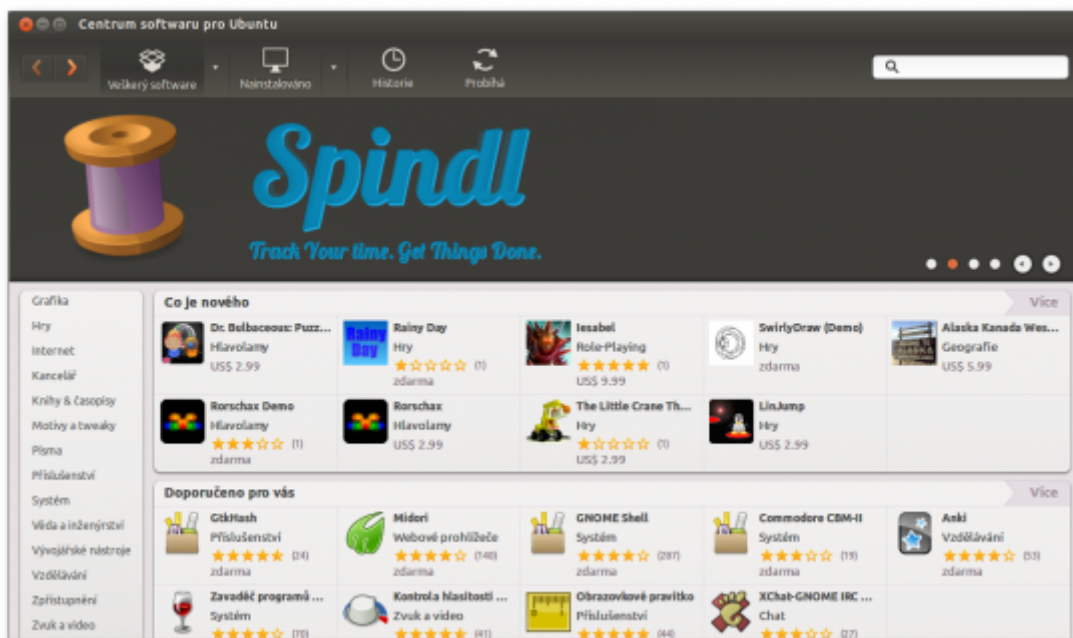 Centrum softwaru pro Ubuntu
Veškerý software
Nainstalováno
Historie
Probíhá
Spindl
Track Your time. Get Things Done.
Grafika
Hry
Internet
Kancelář
Knihy & časopisy
Motivy a tweaky
Písma
Příslušenství
Systém
Věda a inženýrství
Vývojářské nástroje
Vzdělávání
Zpřístupnění
Zvuk a video
Co je nového
Více
Dr. Bulbaceous: Puzz...
Hlavolamy
US$ 2.99
Rainy Day
Rainy Day
Hry
(1)
zdarma
Iesabel
Role-Playing
(1)
US$ 9.99
SwirlyDraw (Demo)
Hry
zdarma
Alaska Kanada Wes...
Geografie
US$ 5.99
Rorschax Demo
Hlavolamy
(1)
zdarma
Rorschax
Hlavolamy
US$ 2.99
The Little Crane Th...
Hry
(1)
US$ 2.99
LinJump
Hry
US$ 2.99
Doporučeno pro vás
Více
GtkHash
Příslušenství
(24)
zdarma
Midori
Webové prohlížeče
(140)
zdarma
GNOME Shell
Systém
(287)
zdarma
Commodore CBM-II
Systém
(19)
zdarma
Anki
Vzdělávání
(53)
zdarma
Zavaděč programů ...
Systém
(70)
Kontrola hlasitosti ...
Zvuk a video
(41)
Obrazovkové pravítko
Příslušenství
(44)
XChat-GNOME IRC ...
Chat
(27)